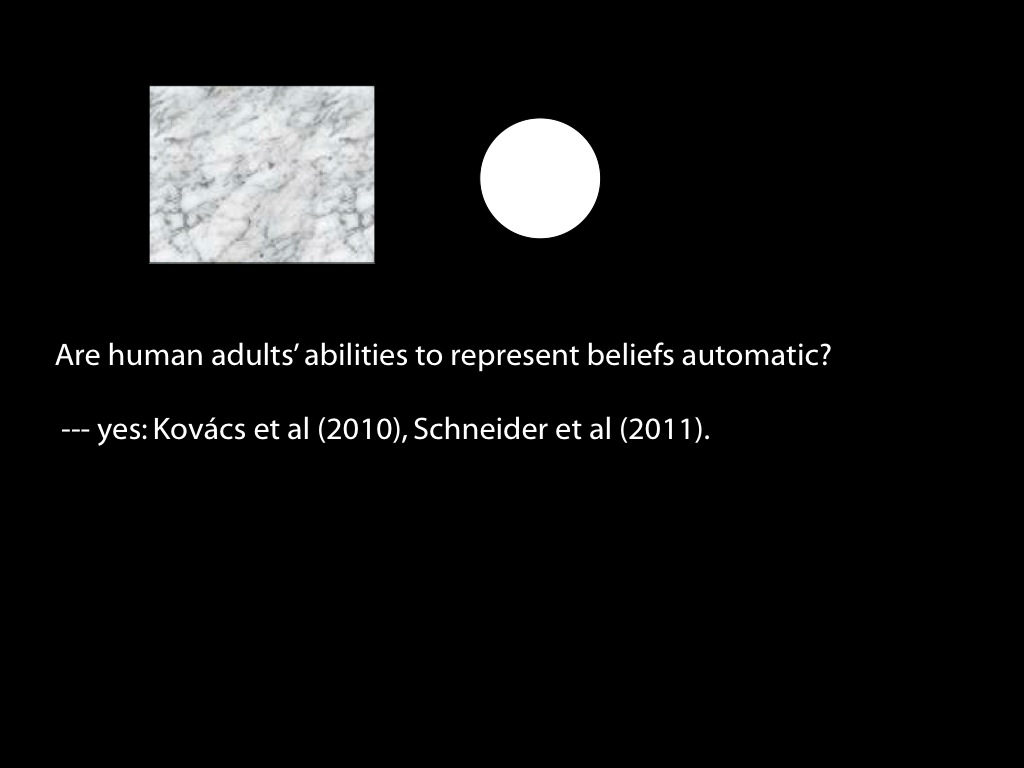 Are human adults’ abilities to represent beliefs automatic?
--- yes: Kovács et al (2010), Schneider et al (2011).